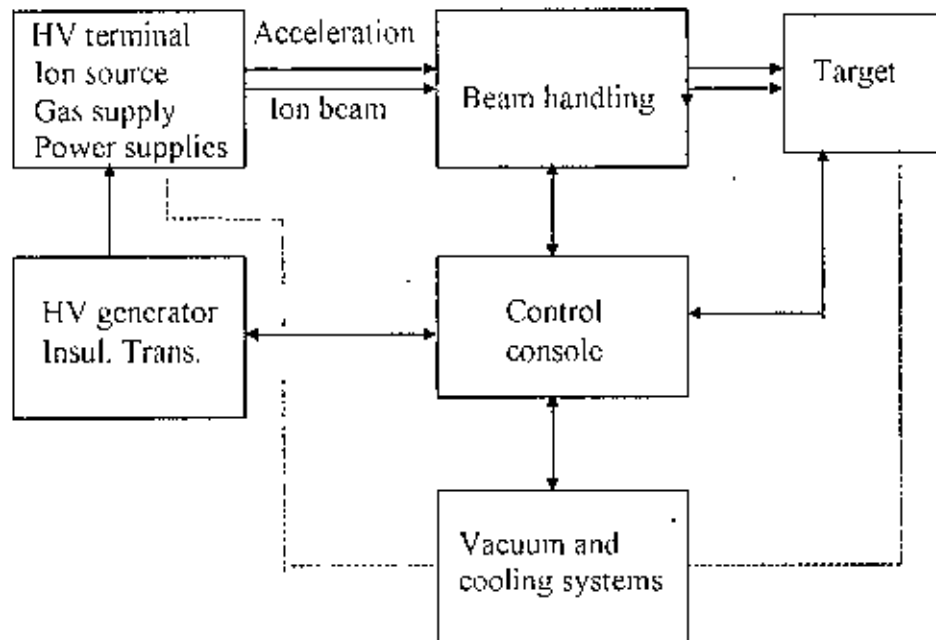 HV terminal
Ion source
Gas supply
Power supplies
Acceleration
Ion beam
Beam handling
Target
HV generator
Insul. Trans.
Control
console
Vacuum and
cooling systems